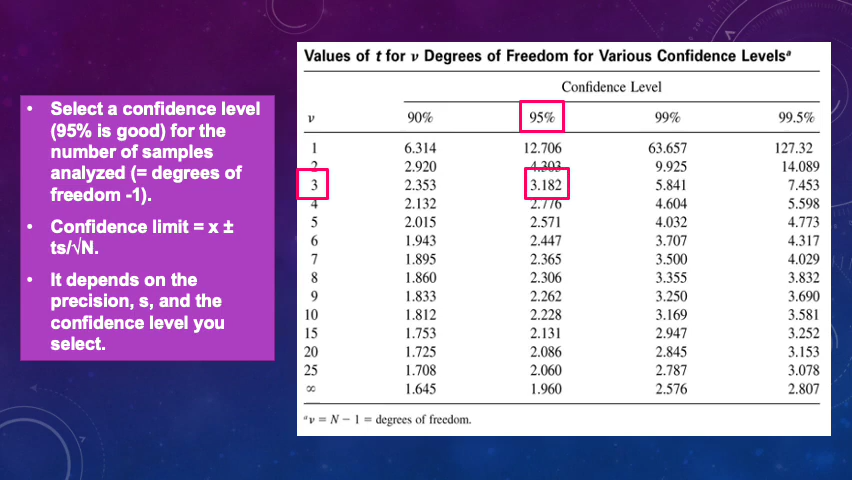 Values of t for ν Degrees of Freedom for Various Confidence Levelsᵃ
Confidence Level
ν 90% 95% 99% 99.5%
1 6.314 12.706 63.657 127.32
2 2.920 4.303 9.925 14.089
3 2.353 3.182 5.841 7.453
4 2.132 2.776 4.604 5.598
5 2.015 2.571 4.032 4.773
6 1.943 2.447 3.707 4.317
7 1.895 2.365 3.500 4.029
8 1.860 2.306 3.355 3.832
9 1.833 2.262 3.250 3.690
10 1.812 2.228 3.169 3.581
15 1.753 2.131 2.947 3.252
20 1.725 2.086 2.845 3.153
25 1.708 2.060 2.787 3.078
∞ 1.645 1.960 2.576 2.807
ᵃν = N − 1 = degrees of freedom.
• Select a confidence level
(95% is good) for the
number of samples
analyzed (= degrees of
freedom -1).
• Confidence limit = x ±
ts/√N.
• It depends on the
precision, s, and the
confidence level you
select.